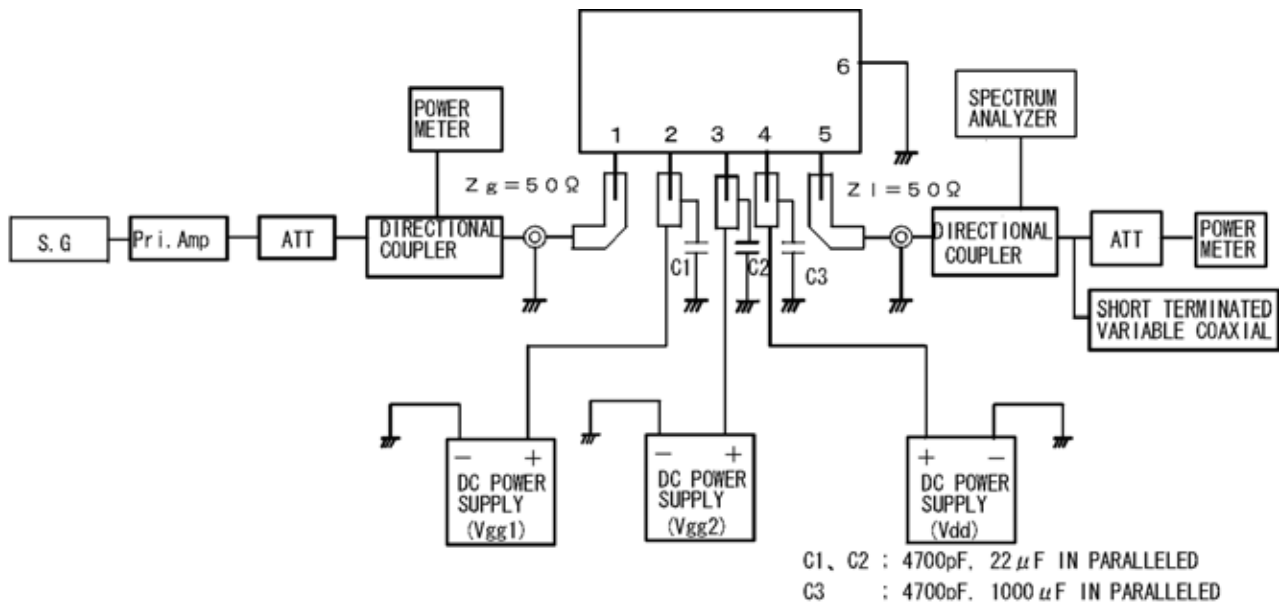 6
POWER
METER
SPECTRUM
ANALYZER
1 2 3 4 5
Zg=50Ω
Zl=50Ω
S.G
Pri.Amp
ATT
DIRECTIONAL
COUPLER
C1
C2
C3
DIRECTIONAL
COUPLER
ATT
POWER
METER
SHORT TERMINATED
VARIABLE COAXIAL
− +
DC POWER
SUPPLY
(Vgg1)
− +
DC POWER
SUPPLY
(Vgg2)
+ −
DC POWER
SUPPLY
(Vdd)
C1、C2 : 4700pF, 22μF IN PARALLELED
C3 : 4700pF, 1000μF IN PARALLELED